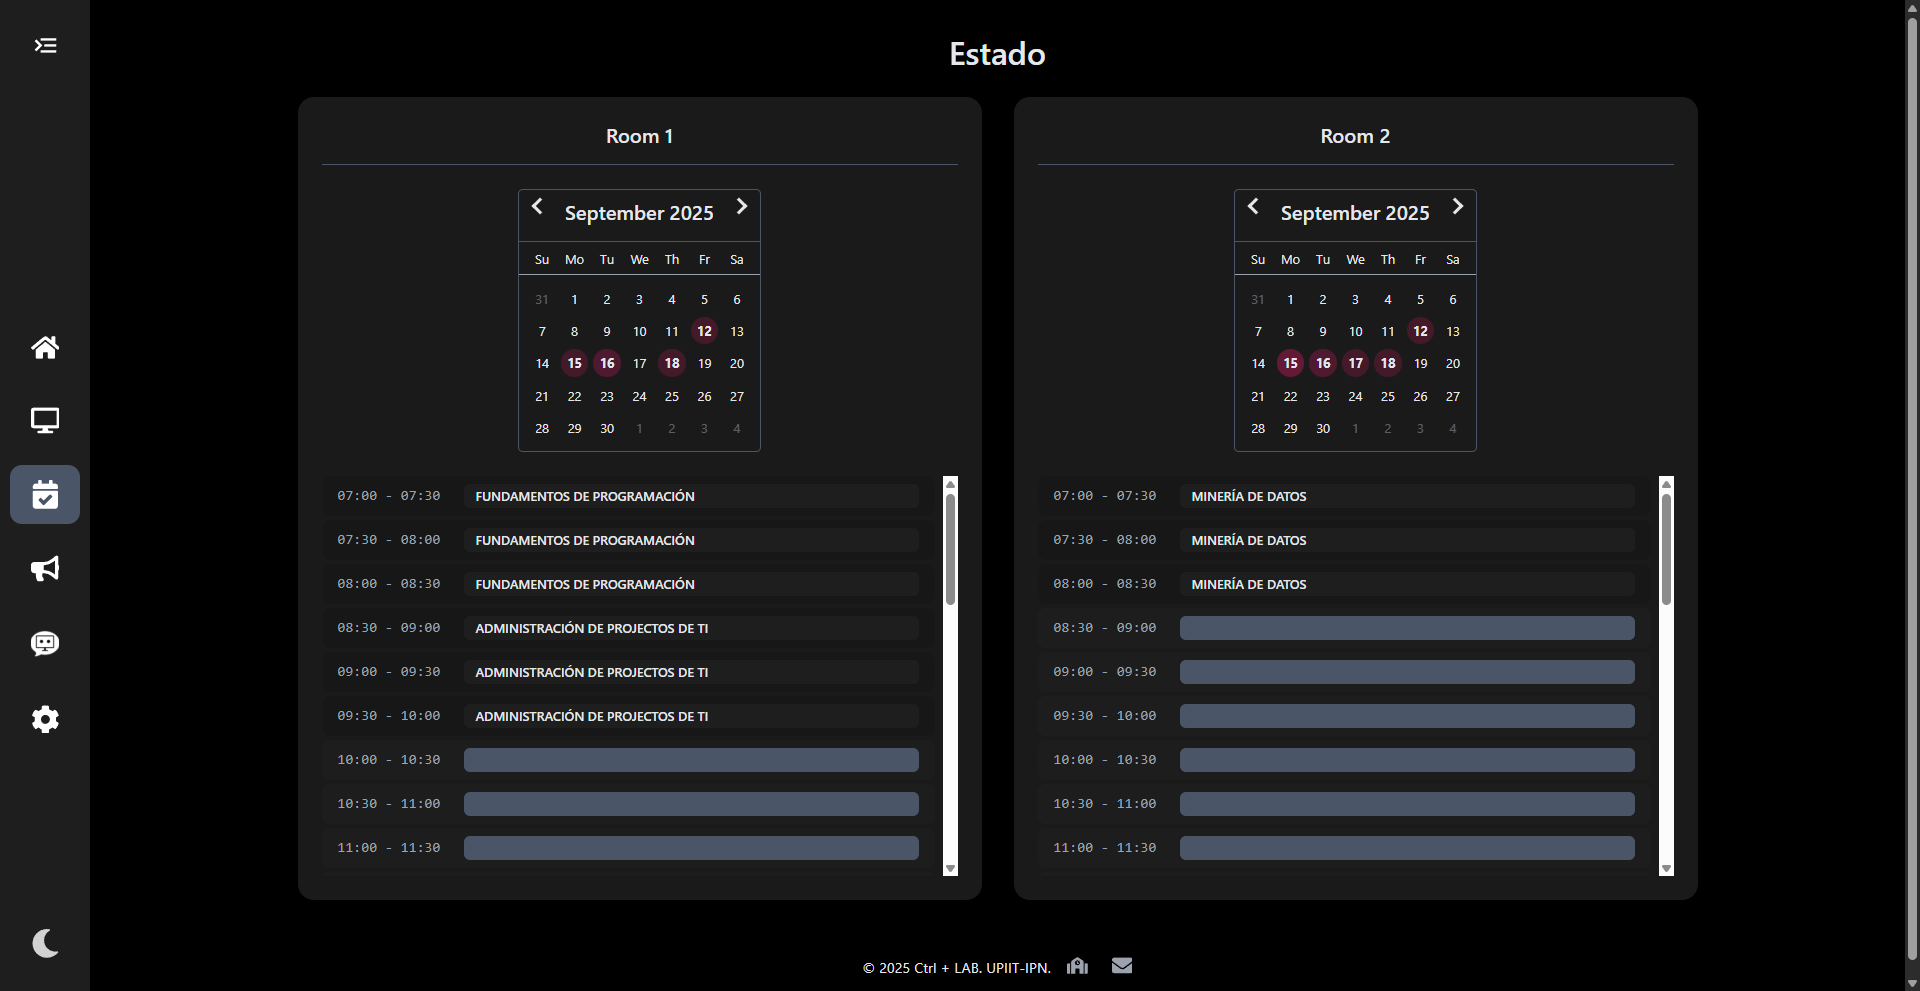 Estado
Room 1
September 2025
Su Mo Tu We Th Fr Sa
31 1 2 3 4 5 6
7 8 9 10 11 12 13
14 15 16 17 18 19 20
21 22 23 24 25 26 27
28 29 30 1 2 3 4
07:00 - 07:30 FUNDAMENTOS DE PROGRAMACIÓN
07:30 - 08:00 FUNDAMENTOS DE PROGRAMACIÓN
08:00 - 08:30 FUNDAMENTOS DE PROGRAMACIÓN
08:30 - 09:00 ADMINISTRACIÓN DE PROJECTOS DE TI
09:00 - 09:30 ADMINISTRACIÓN DE PROJECTOS DE TI
09:30 - 10:00 ADMINISTRACIÓN DE PROJECTOS DE TI
10:00 - 10:30
10:30 - 11:00
11:00 - 11:30
Room 2
September 2025
Su Mo Tu We Th Fr Sa
31 1 2 3 4 5 6
7 8 9 10 11 12 13
14 15 16 17 18 19 20
21 22 23 24 25 26 27
28 29 30 1 2 3 4
07:00 - 07:30 MINERÍA DE DATOS
07:30 - 08:00 MINERÍA DE DATOS
08:00 - 08:30 MINERÍA DE DATOS
08:30 - 09:00
09:00 - 09:30
09:30 - 10:00
10:00 - 10:30
10:30 - 11:00
11:00 - 11:30
© 2025 Ctrl + LAB. UPIIT-IPN.